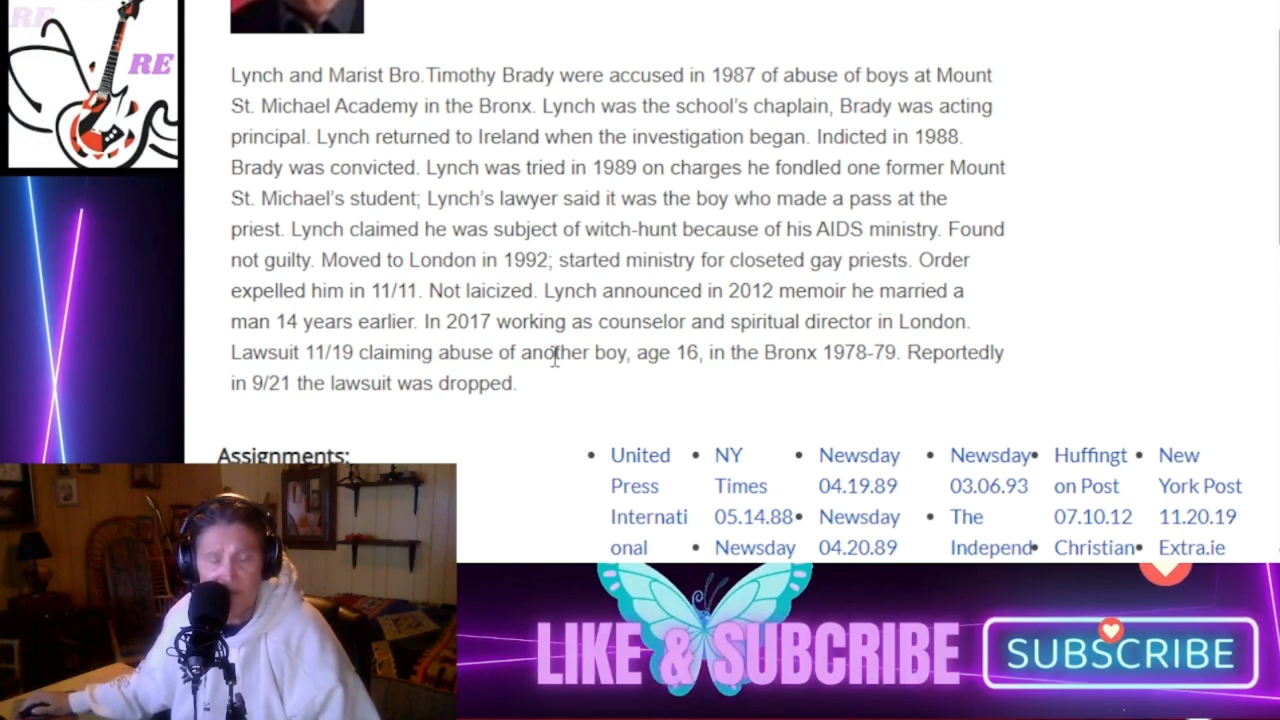 RE
RE
Lynch and Marist Bro.Timothy Brady were accused in 1987 of abuse of boys at Mount
St. Michael Academy in the Bronx. Lynch was the school's chaplain, Brady was acting
principal. Lynch returned to Ireland when the investigation began. Indicted in 1988.
Brady was convicted. Lynch was tried in 1989 on charges he fondled one former Mount
St. Michael's student; Lynch's lawyer said it was the boy who made a pass at the
priest. Lynch claimed he was subject of witch-hunt because of his AIDS ministry. Found
not guilty. Moved to London in 1992; started ministry for closeted gay priests. Order
expelled him in 11/11. Not laicized. Lynch announced in 2012 memoir he married a
man 14 years earlier. In 2017 working as counselor and spiritual director in London.
Lawsuit 11/19 claiming abuse of another boy, age 16, in the Bronx 1978-79. Reportedly
in 9/21 the lawsuit was dropped.
Assignments:
• United • NY • Newsday • Newsday • Huffingt • New
Press Times 04.19.89 03.06.93 on Post York Post
Internati 05.14.88 • Newsday • The 07.10.12 11.20.19
onal • Newsday 04.20.89 Independ • Christian • Extra.ie
LIKE & SUBCRIBE
SUBSCRIBE